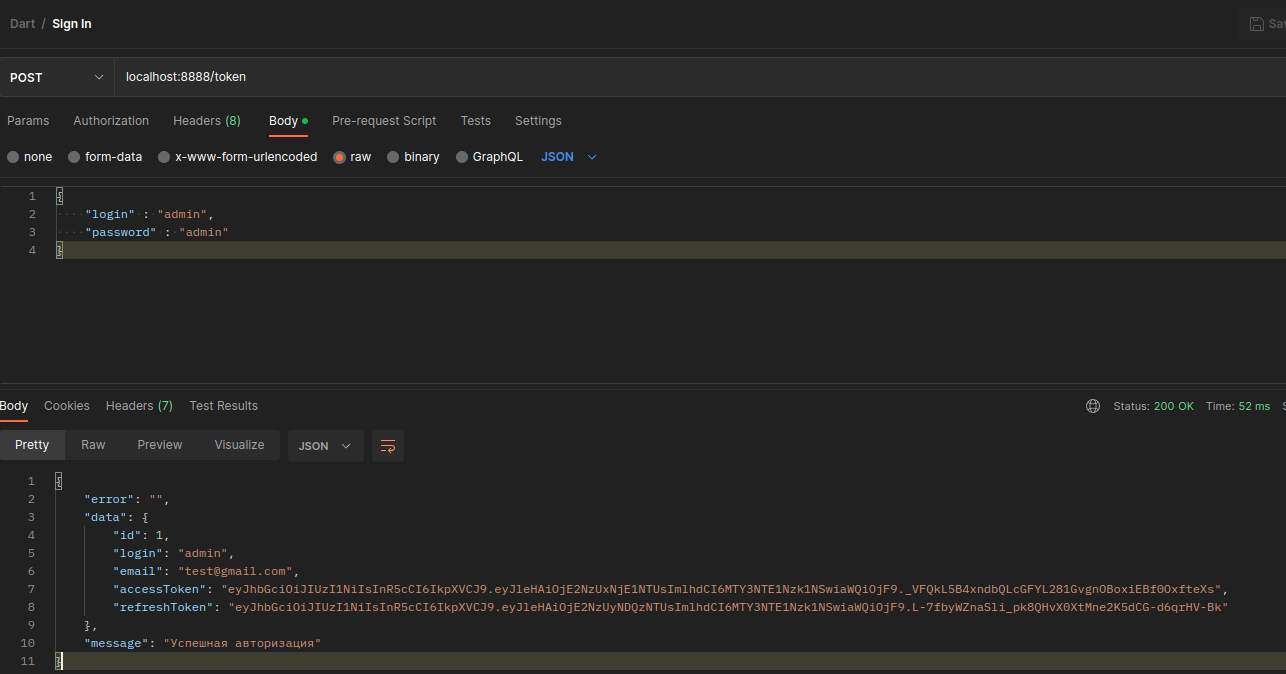 Dart / Sign In
POST localhost:8888/token
Params Authorization Headers (8) Body Pre-request Script Tests Settings
none form-data x-www-form-urlencoded raw binary GraphQL JSON
1 {
2 "login" : "admin",
3 "password" : "admin"
4 }
Body Cookies Headers (7) Test Results Status: 200 OK Time: 52 ms
Pretty Raw Preview Visualize JSON
1 {
2 "error": "",
3 "data": {
4 "id": 1,
5 "login": "admin",
6 "email": "test@gmail.com",
7 "accessToken": "eyJhbGciOiJIUzI1NiIsInR5cCI6IkpXVCJ9.eyJleHAiOjE2NzUxNjE1NTUsImlhdCI6MTY3NTE1Nzk1NSwiaWQiOjF9._VFQkL5B4xndbQLcGFYL281GvgnOBoxiEBf0OxfteXs",
8 "refreshToken": "eyJhbGciOiJIUzI1NiIsInR5cCI6IkpXVCJ9.eyJleHAiOjE2NzUyNDQzNTUsImlhdCI6MTY3NTE1Nzk1NSwiaWQiOjF9.L-7fbyWZnaSli_pk8QHvX0XtMne2K5dCG-d6qrHV-Bk"
9 },
10 "message": "Успешная авторизация"
11 }